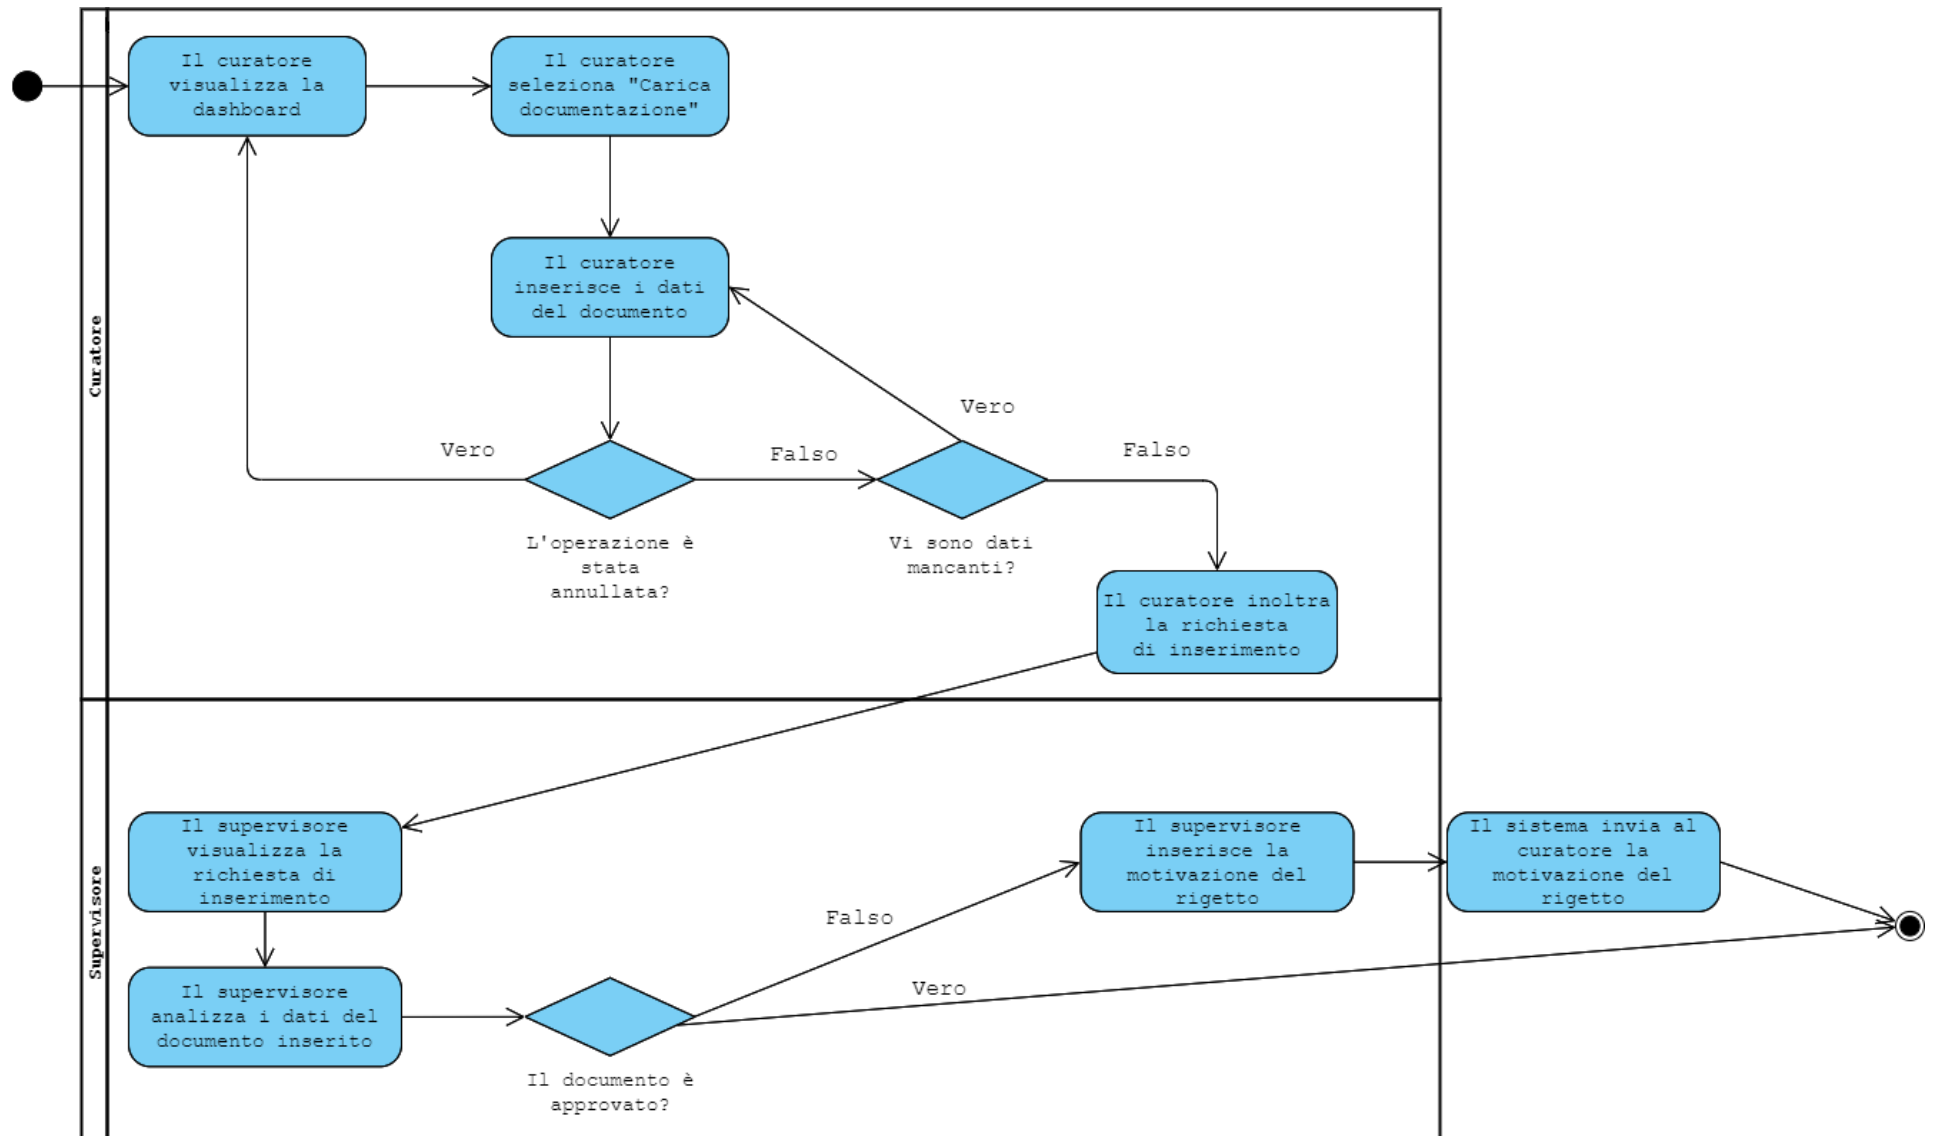 Curatore
Il curatore
visualizza la
dashboard
Il curatore
seleziona "Carica
documentazione"
Il curatore
inserisce i dati
del documento
Vero
Falso
Vero
Falso
L'operazione è
stata
annullata?
Vi sono dati
mancanti?
Il curatore inoltra
la richiesta
di inserimento
Supervisore
Il supervisore
visualizza la
richiesta di
inserimento
Il supervisore
inserisce la
motivazione del
rigetto
Il sistema invia al
curatore la
motivazione del
rigetto
Falso
Vero
Il supervisore
analizza i dati del
documento inserito
Il documento è
approvato?